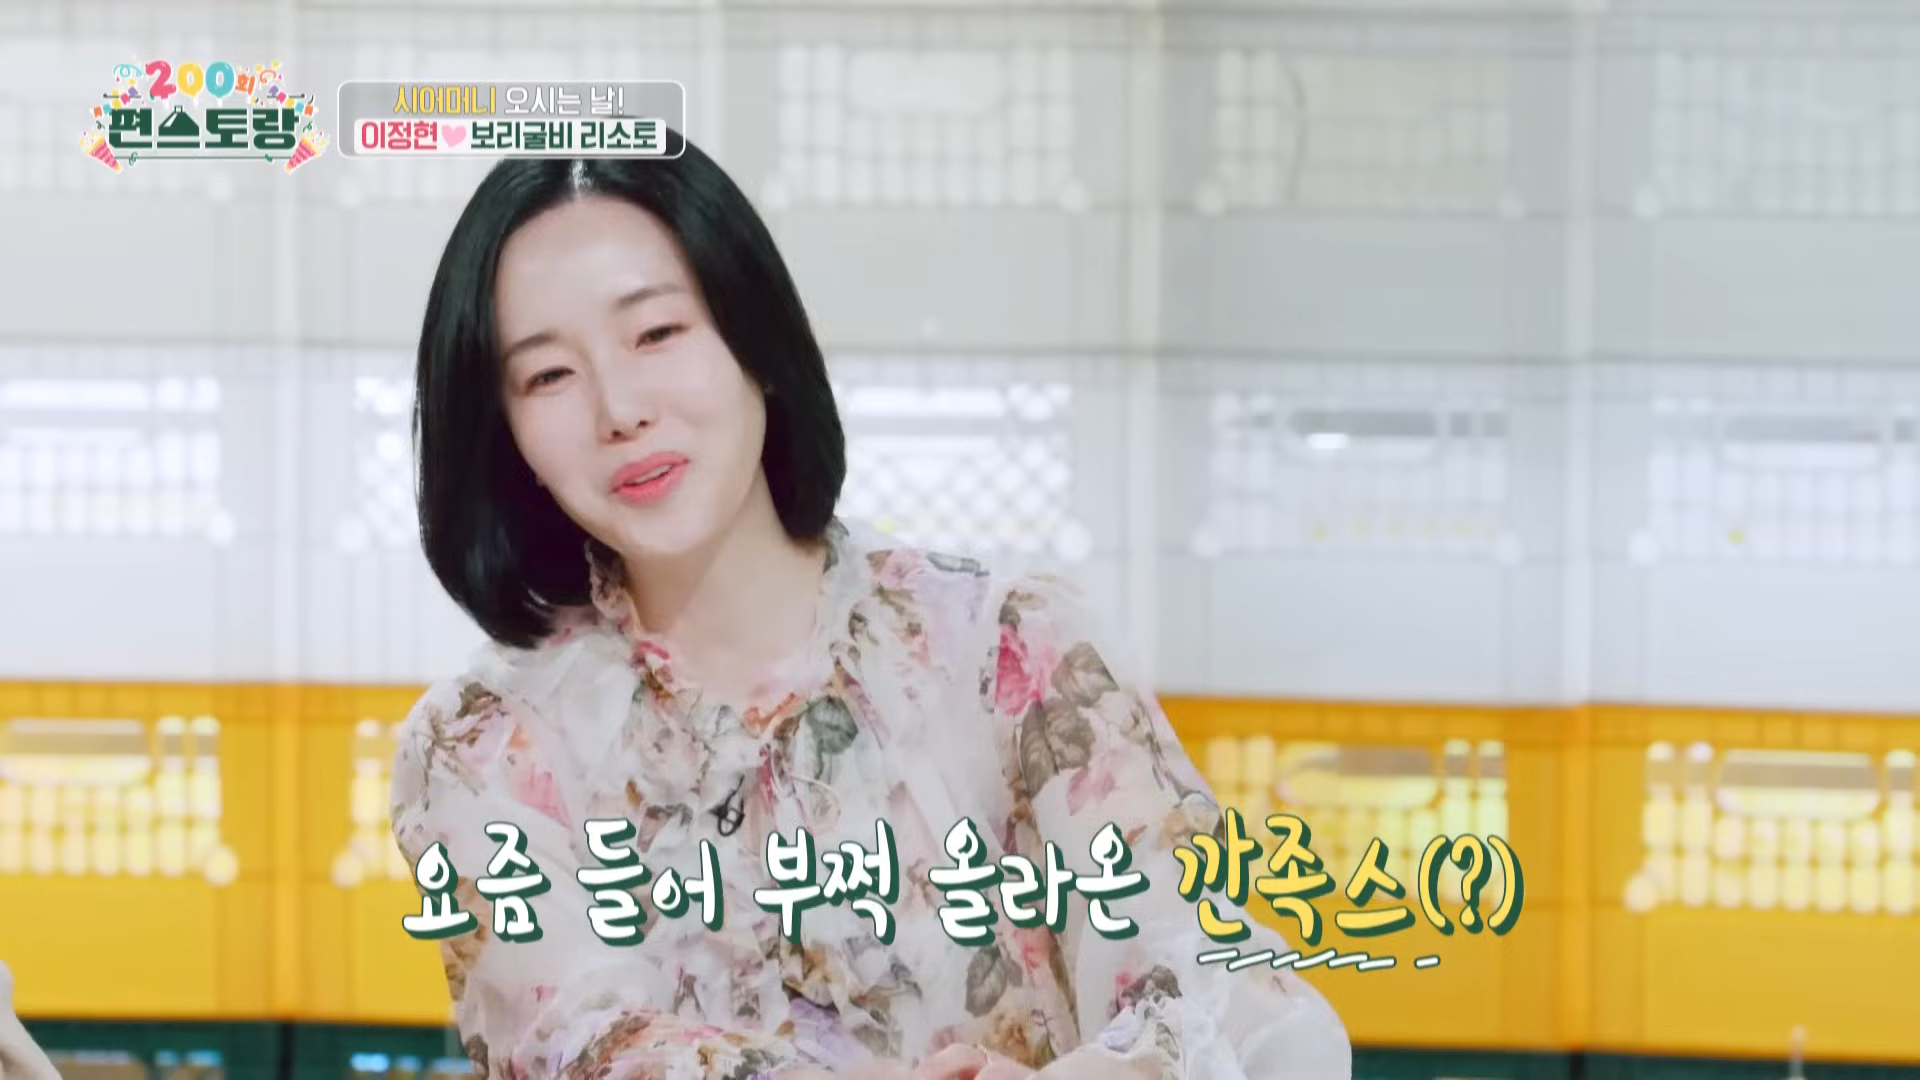 200회
편스토랑
시어머니 오시는 날!
이정현♥보리굴비 리소토
요즘 들어 부쩍 올라온 깐족스(?)